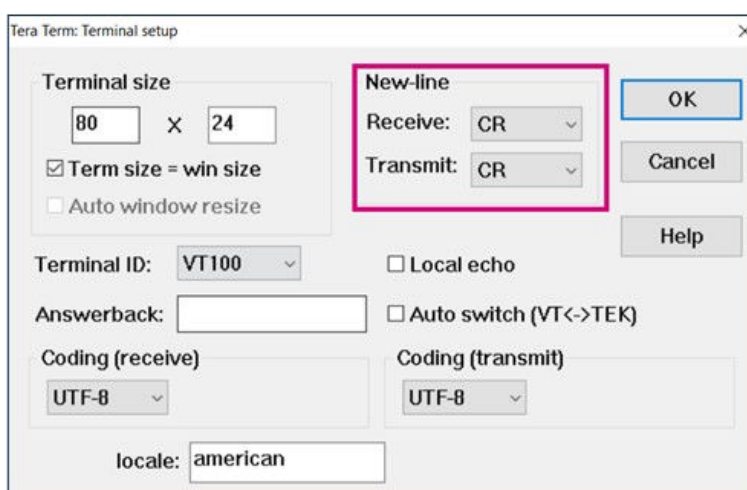 Tera Term: Terminal setup
Terminal size
80 X 24
Term size = win size
Auto window resize
New-line
Receive: CR
Transmit: CR
OK
Cancel
Help
Terminal ID: VT100
Local echo
Answerback:
Auto switch (VT<->TEK)
Coding (receive)
UTF-8
Coding (transmit)
UTF-8
locale: american